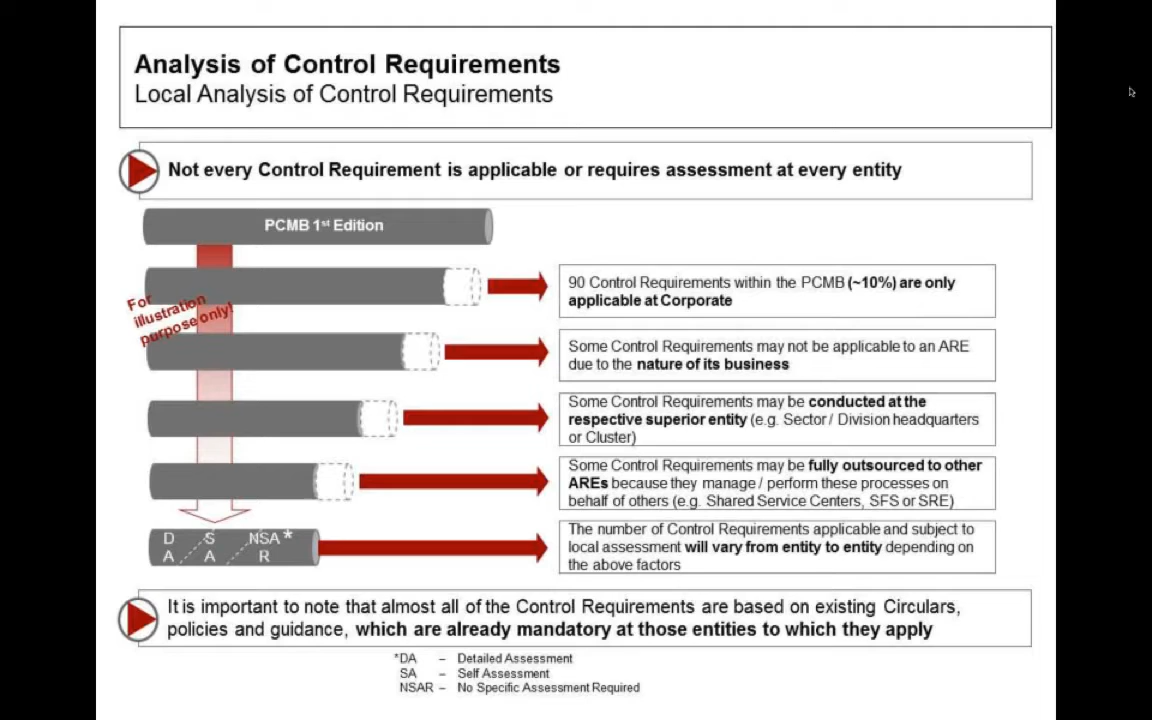 Analysis of Control Requirements
Local Analysis of Control Requirements
Not every Control Requirement is applicable or requires assessment at every entity
PCMB 1st Edition
For
illustration
purpose only!
90 Control Requirements within the PCMB (~10%) are only
applicable at Corporate
Some Control Requirements may not be applicable to an ARE
due to the nature of its business
Some Control Requirements may be conducted at the
respective superior entity (e.g. Sector / Division headquarters
or Cluster)
Some Control Requirements may be fully outsourced to other
AREs because they manage / perform these processes on
behalf of others (e.g. Shared Service Centers, SFS or SRE)
D S NSA*
A A R
The number of Control Requirements applicable and subject to
local assessment will vary from entity to entity depending on
the above factors
It is important to note that almost all of the Control Requirements are based on existing Circulars,
policies and guidance, which are already mandatory at those entities to which they apply
*DA – Detailed Assessment
SA – Self Assessment
NSAR – No Specific Assessment Required